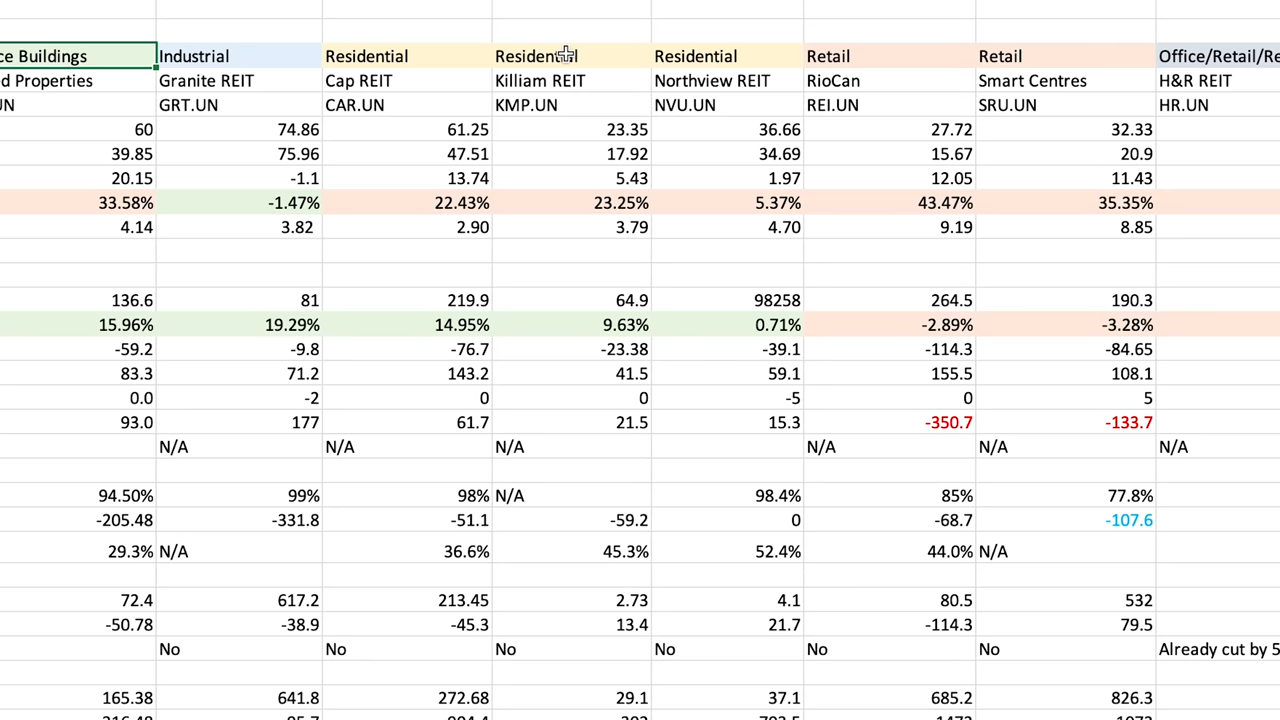 ce Buildings Industrial Residential Residential Residential Retail Retail Office/Retail/Re
d Properties Granite REIT Cap REIT Killiam REIT Northview REIT RioCan Smart Centres H&R REIT
UN GRT.UN CAR.UN KMP.UN NVU.UN REI.UN SRU.UN HR.UN
60 74.86 61.25 23.35 36.66 27.72 32.33
39.85 75.96 47.51 17.92 34.69 15.67 20.9
20.15 -1.1 13.74 5.43 1.97 12.05 11.43
33.58% -1.47% 22.43% 23.25% 5.37% 43.47% 35.35%
4.14 3.82 2.90 3.79 4.70 9.19 8.85
136.6 81 219.9 64.9 98258 264.5 190.3
15.96% 19.29% 14.95% 9.63% 0.71% -2.89% -3.28%
-59.2 -9.8 -76.7 -23.38 -39.1 -114.3 -84.65
83.3 71.2 143.2 41.5 59.1 155.5 108.1
0.0 -2 0 0 -5 0 5
93.0 177 61.7 21.5 15.3 -350.7 -133.7
N/A N/A N/A N/A N/A N/A
94.50% 99% 98% N/A 98.4% 85% 77.8%
-205.48 -331.8 -51.1 -59.2 0 -68.7 -107.6
29.3% N/A 36.6% 45.3% 52.4% 44.0% N/A
72.4 617.2 213.45 2.73 4.1 80.5 532
-50.78 -38.9 -45.3 13.4 21.7 -114.3 79.5
No No No No No No Already cut by 5
165.38 641.8 272.68 29.1 37.1 685.2 826.3